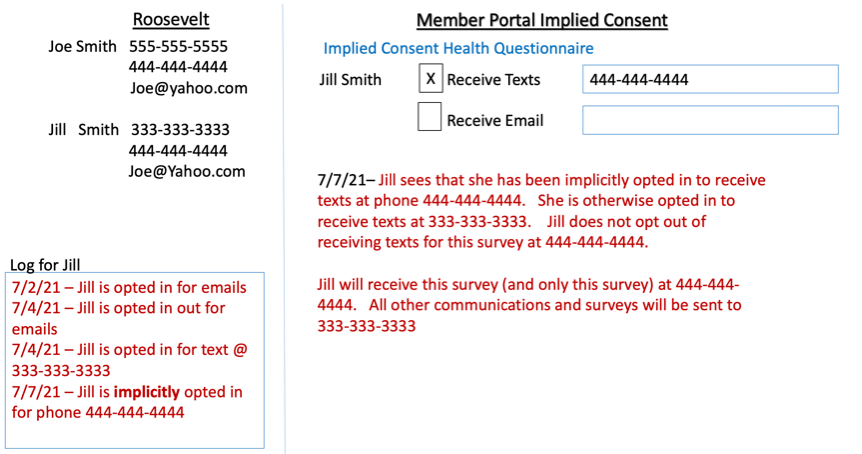 Roosevelt
Joe Smith 555-555-5555
444-444-4444
Joe@yahoo.com
Jill Smith 333-333-3333
444-444-4444
Joe@Yahoo.com
Log for Jill
7/2/21 – Jill is opted in for emails
7/4/21 – Jill is opted in out for
emails
7/4/21 – Jill is opted in for text @
333-333-3333
7/7/21 – Jill is implicitly opted in
for phone 444-444-4444
Member Portal Implied Consent
Implied Consent Health Questionnaire
Jill Smith X Receive Texts 444-444-4444
Receive Email
7/7/21– Jill sees that she has been implicitly opted in to receive
texts at phone 444-444-4444. She is otherwise opted in to
receive texts at 333-333-3333. Jill does not opt out of
receiving texts for this survey at 444-444-4444.
Jill will receive this survey (and only this survey) at 444-444-
4444. All other communications and surveys will be sent to
333-333-3333